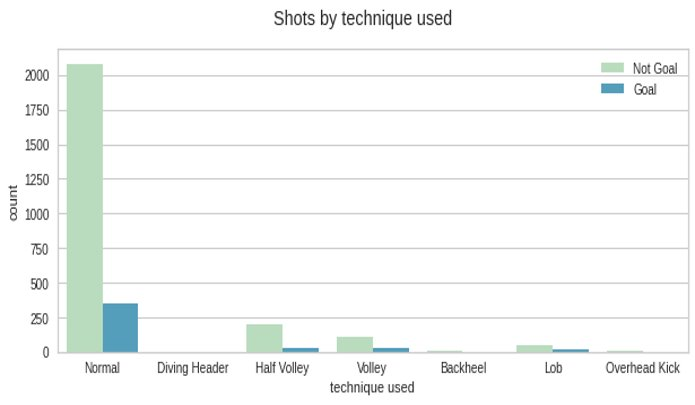 Shots by technique used
Not Goal
Goal
count
2000
1750
1500
1250
1000
750
500
250
0
Normal Diving Header Half Volley Volley Backheel Lob Overhead Kick
technique used